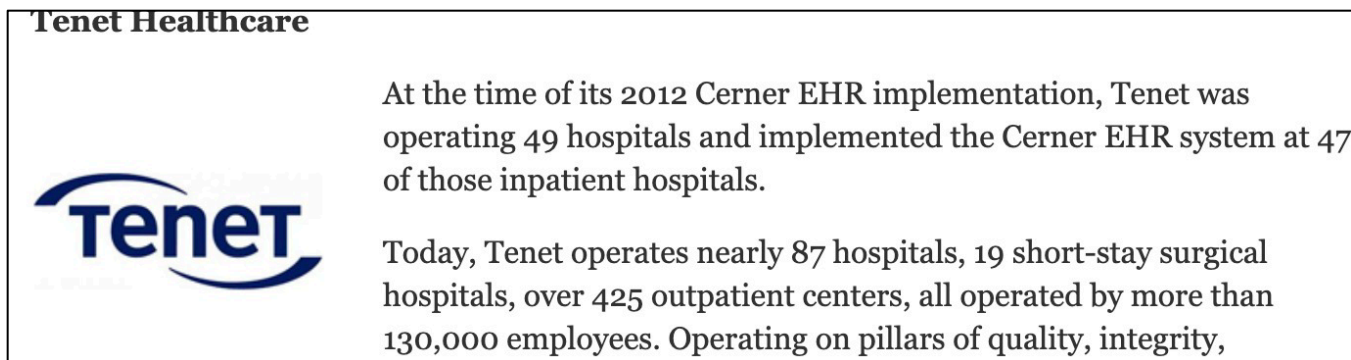 Tenet Healthcare
At the time of its 2012 Cerner EHR implementation, Tenet was
operating 49 hospitals and implemented the Cerner EHR system at 47
of those inpatient hospitals.
TeneT
Today, Tenet operates nearly 87 hospitals, 19 short-stay surgical
hospitals, over 425 outpatient centers, all operated by more than
130,000 employees. Operating on pillars of quality, integrity,